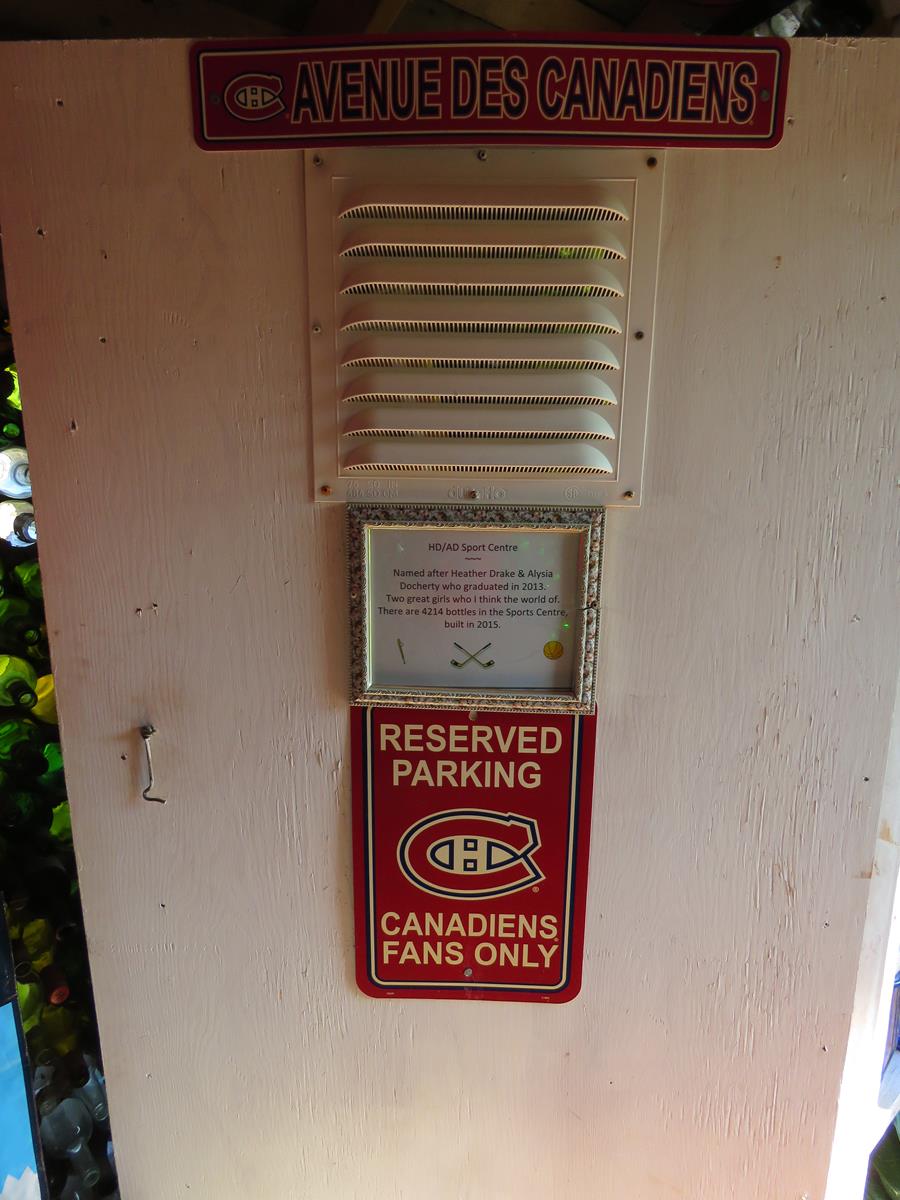 AVENUE DES CANADIENS
HD/AD Sport Centre
~~~
Named after Heather Drake & Alysia
Docherty who graduated in 2013.
Two great girls who I think the world of.
There are 4214 bottles in the Sports Centre,
built in 2015.
RESERVED
PARKING
CANADIENS
FANS ONLY